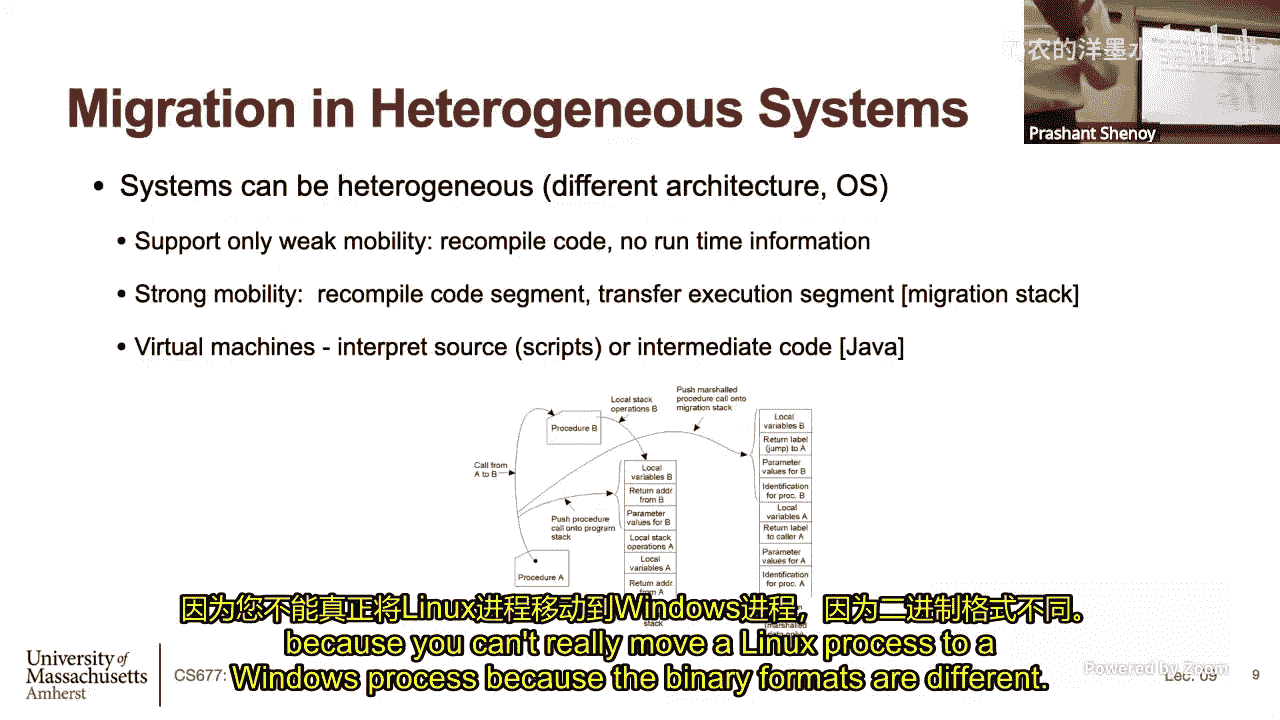 农的洋墨水
bilibili
Prashant Shenoy
Migration in Heterogeneous Systems
• Systems can be heterogeneous (different architecture, OS)
• Support only weak mobility: recompile code, no run time information
• Strong mobility: recompile code segment, transfer execution segment [migration stack]
• Virtual machines - interpret source (scripts) or intermediate code [Java]
Call from
A to B
Procedure B
Procedure A
Local stack
operations B
Push procedure
call onto program
stack
Push marshalled
procedure call onto
migration stack
Local
variables B
Return addr.
from B
Parameter
values for B
Local stack
operations A
Local
variables A
Return addr.
from A
stack
Local
variables B
Return label
(jump) to A
Parameter
values for B
Identification
for proc. B
Local
variables A
Return label
to caller A
Parameter
values for A
Identification
for proc. A
因为您不能真正将Linux进程移动到Windows进程，因为二进制格式不同。
because you can't really move a Linux process to a
Windows process because the binary formats are different.
University of
Massachusetts
Amherst
CS677:
Powered by Zoom
Lec. 09
9